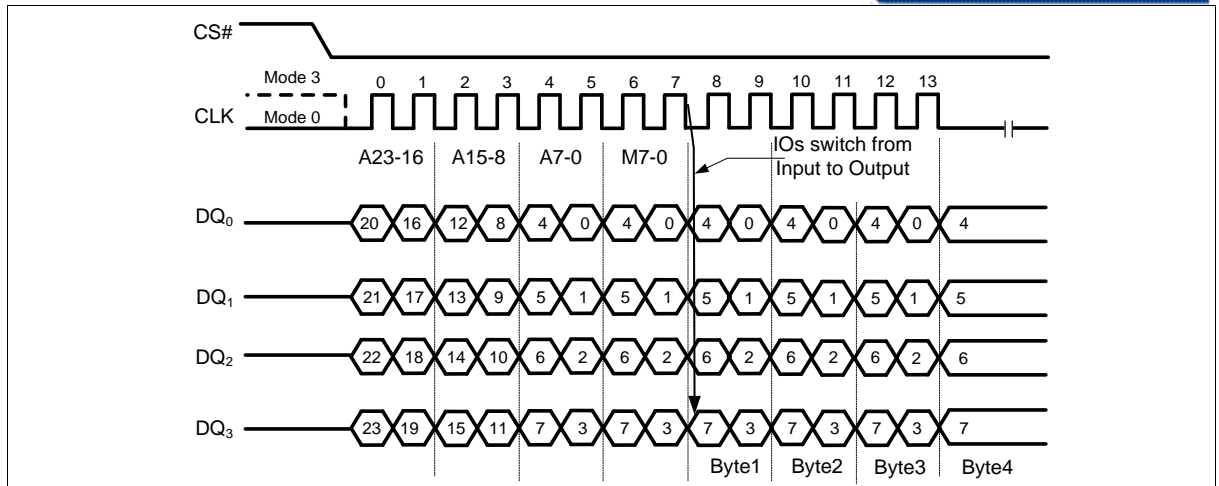 CS#
Mode 3
0 1 2 3 4 5 6 7 8 9 10 11 12 13
CLK
Mode 0
IOs switch from
Input to Output
A23-16 A15-8 A7-0 M7-0
DQ0 20 16 12 8 4 0 4 0 4 0 4 0 4 0 4
DQ1 21 17 13 9 5 1 5 1 5 1 5 1 5 1 5
DQ2 22 18 14 10 6 2 6 2 6 2 6 2 6 2 6
DQ3 23 19 15 11 7 3 7 3 7 3 7 3 7 3 7
Byte1 Byte2 Byte3 Byte4